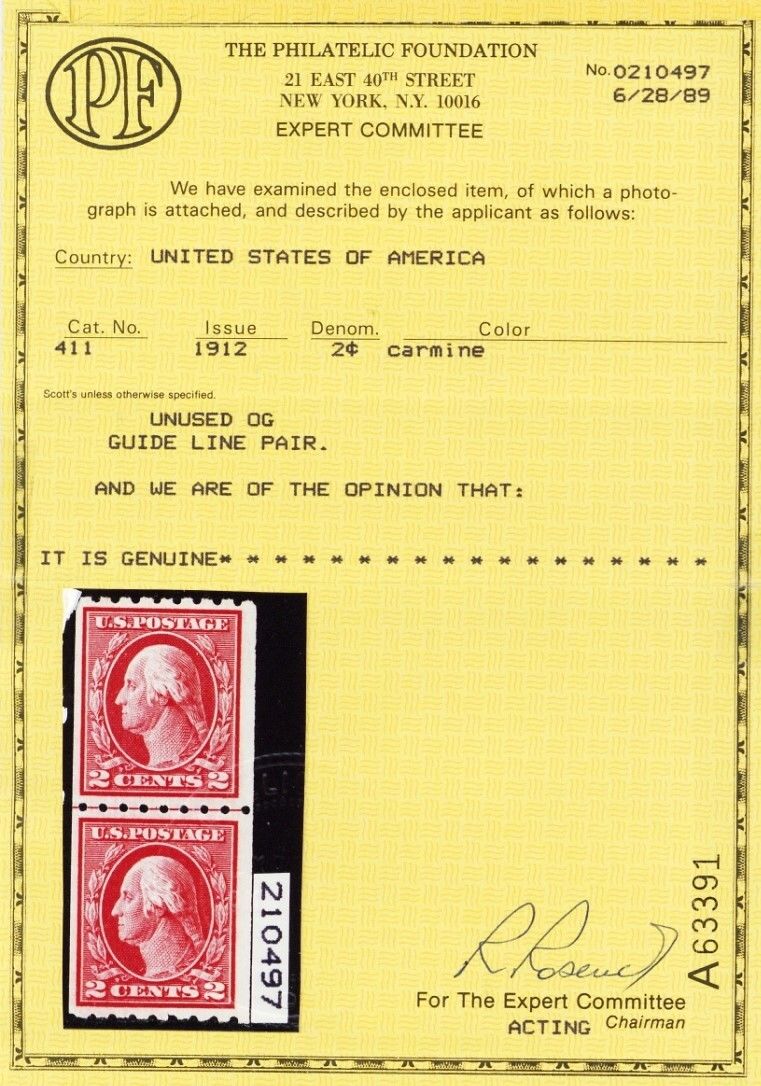 PF
THE PHILATELIC FOUNDATION
21 EAST 40TH STREET
NEW YORK, N.Y. 10016
EXPERT COMMITTEE
No. 0210497
6/28/89
We have examined the enclosed item, of which a photo-
graph is attached, and described by the applicant as follows:
Country: UNITED STATES OF AMERICA
Cat. No. Issue Denom. Color
411 1912 2¢ carmine
Scott's unless otherwise specified.
UNUSED OG
GUIDE LINE PAIR.
AND WE ARE OF THE OPINION THAT:
IT IS GENUINE* * * * * * * * * * * * * * * * * *
U.S. POSTAGE
2 CENTS 2
U.S. POSTAGE
2 CENTS 2
210497
A63391
For The Expert Committee
ACTING Chairman